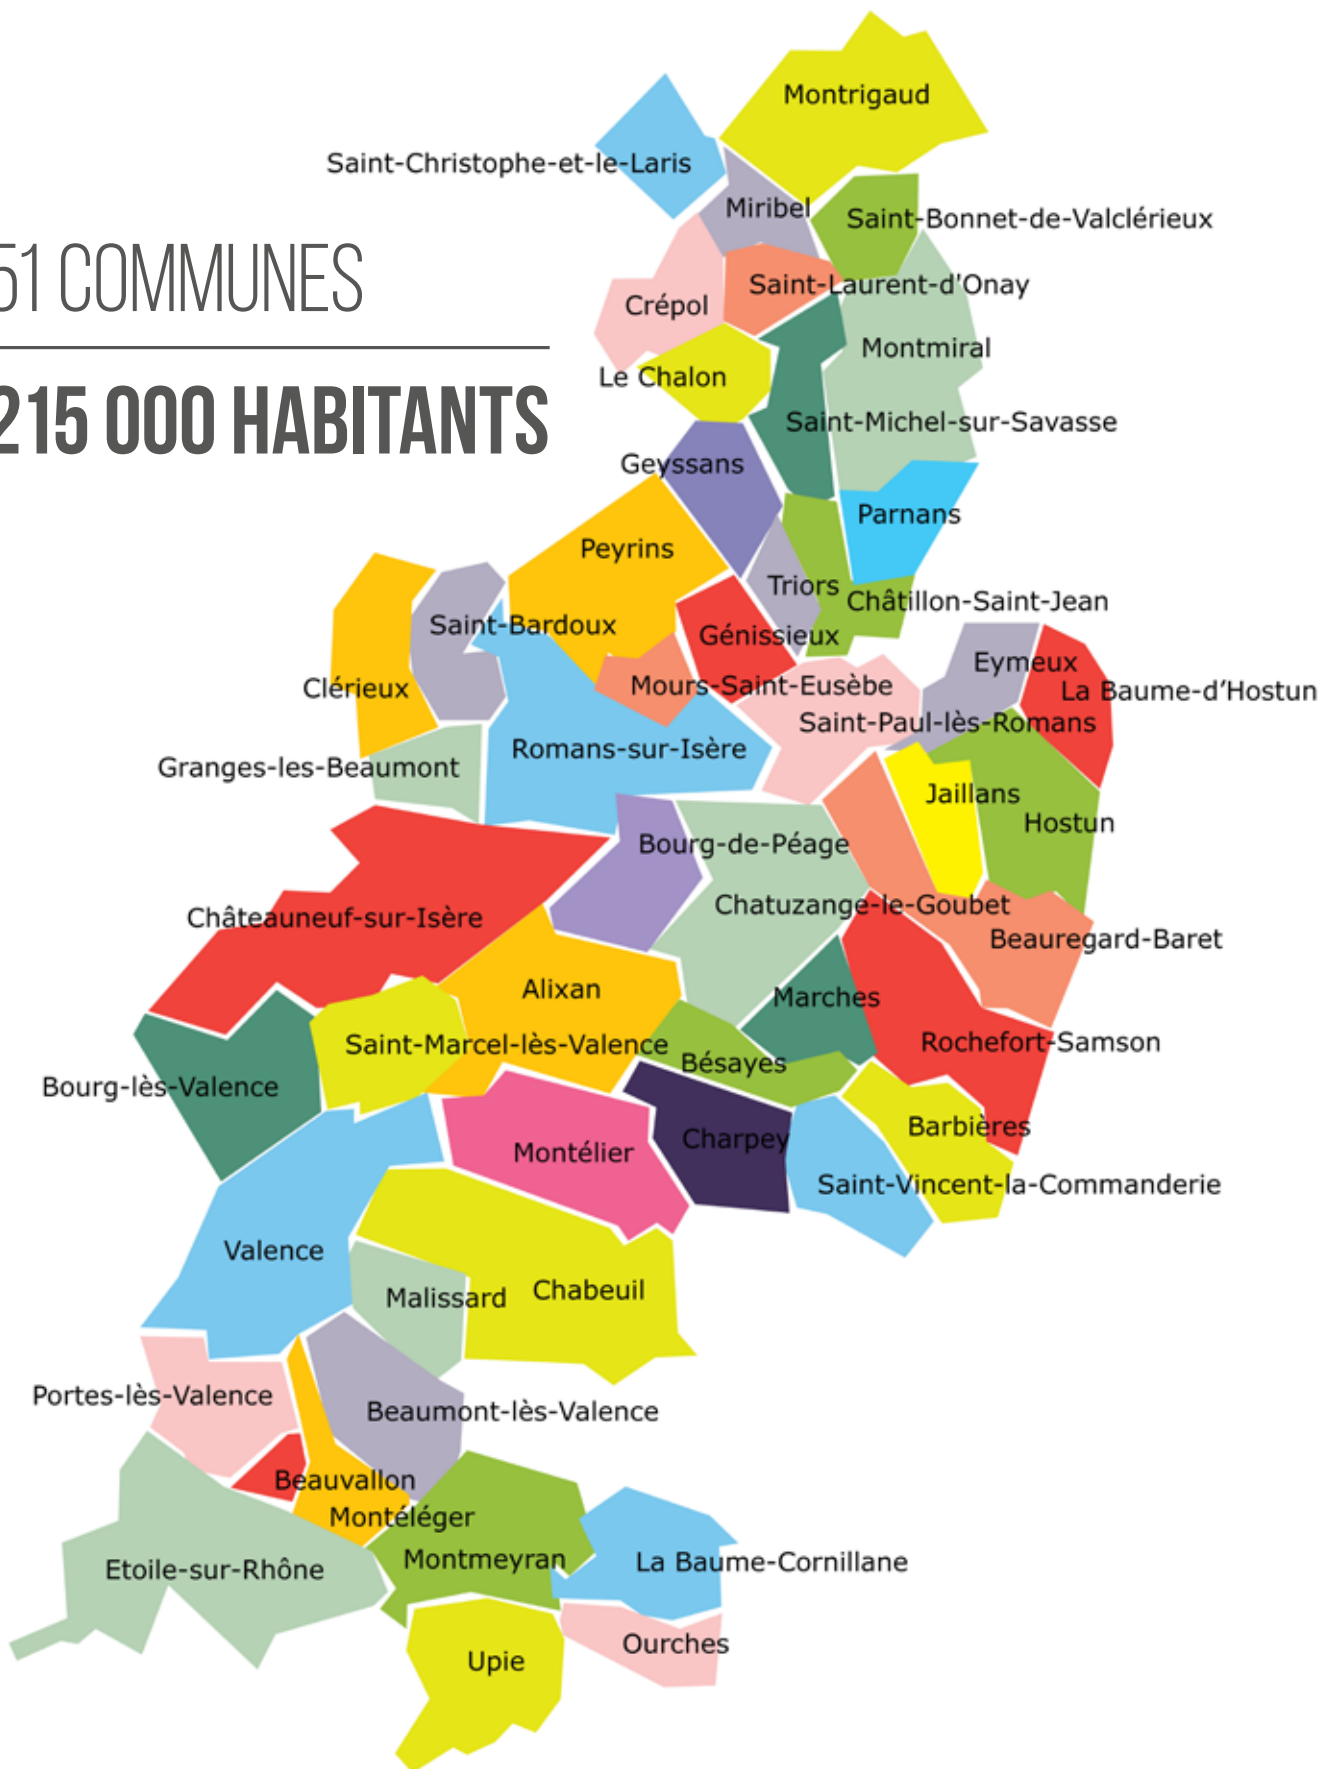 Montrigaud
Saint-Christophe-et-le-Laris
Miribel
Saint-Bonnet-de-Valclérieux
51 COMMUNES
Saint-Laurent-d'Onay
Crépol
Montmiral
Le Chalon
215 000 HABITANTS
Saint-Michel-sur-Savasse
Geyssans
Parnans
Peyrins
Triors
Châtillon-Saint-Jean
Saint-Bardoux
Génissieux
Eymeux
Clérieux
Mours-Saint-Eusèbe
La Baume-d’Hostun
Saint-Paul-lès-Romans
Romans-sur-Isère
Granges-les-Beaumont
Jaillans
Hostun
Bourg-de-Péage
Chatuzange-le-Goubet
Châteauneuf-sur-Isère
Beauregard-Baret
Alixan
Marches
Saint-Marcel-lès-Valence
Rochefort-Samson
Bésayes
Bourg-lès-Valence
Barbières
Charpey
Montélier
Saint-Vincent-la-Commanderie
Valence
Chabeuil
Malissard
Portes-lès-Valence
Beaumont-lès-Valence
Beauvallon
Montéléger
Montmeyran
La Baume-Cornillane
Etoile-sur-Rhône
Ourches
Upie